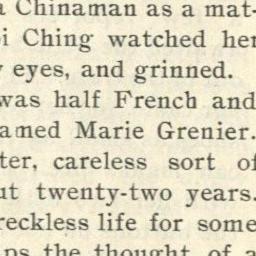 a Chinaman as a mat-
i Ching watched her
y eyes, and grinned.
was half French and
amed Marie Grenier.
ter, careless sort of
ut twenty-two years.
reckless life for some
ps the thought of a